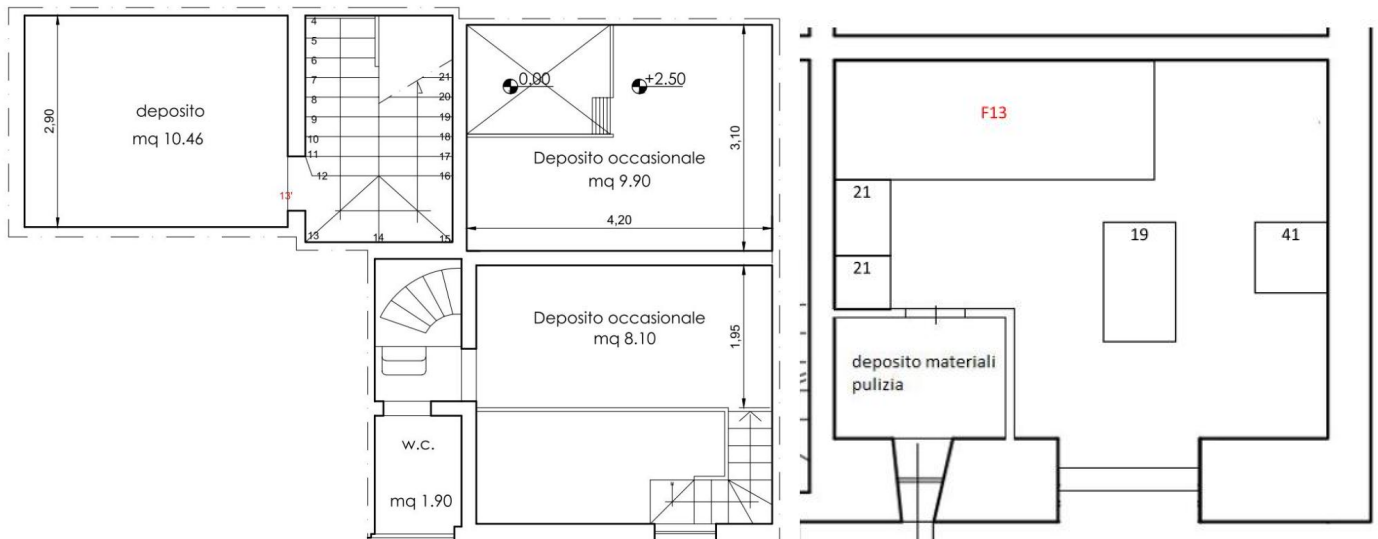 deposito
mq 10.46
2,90
4
5
6
7
8
9
10
11
12
13'
13
14
15
16
17
18
19
20
21
0,00
+2.50
Deposito occasionale
mq 9.90
3,10
4,20
Deposito occasionale
mq 8.10
1,95
w.c.
mq 1.90
F13
21
21
19
41
deposito materiali
pulizia